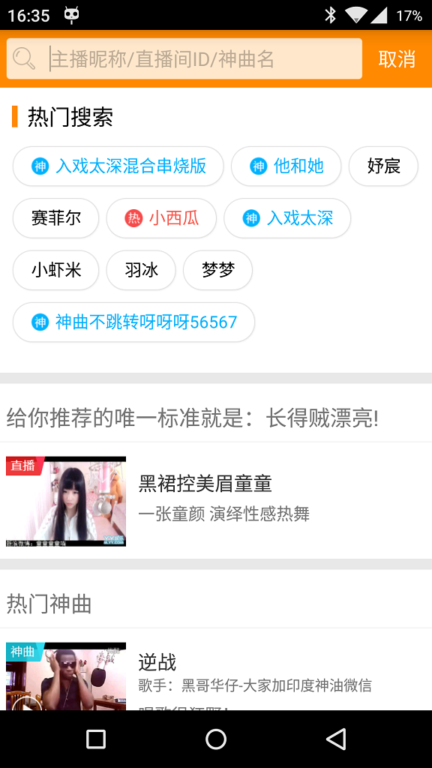 16:35
17%
主播昵称/直播间ID/神曲名
取消
热门搜索
神 入戏太深混合串烧版
神 他和她
妤宸
赛菲尔
热 小西瓜
神 入戏太深
小虾米
羽冰
梦梦
神 神曲不跳转呀呀呀56567
给你推荐的唯一标准就是：长得贼漂亮!
直播
黑裙控美眉童童
一张童颜 演绎性感热舞
热门神曲
神曲
逆战
歌手：黑哥华仔-大家加印度神油微信